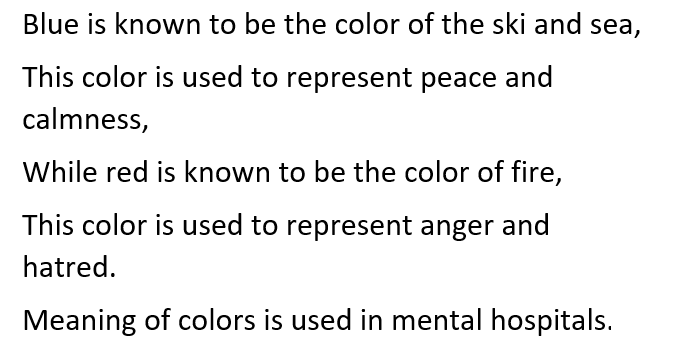 Blue is known to be the color of the ski and sea,
This color is used to represent peace and
calmness,
While red is known to be the color of fire,
This color is used to represent anger and
hatred.
Meaning of colors is used in mental hospitals.